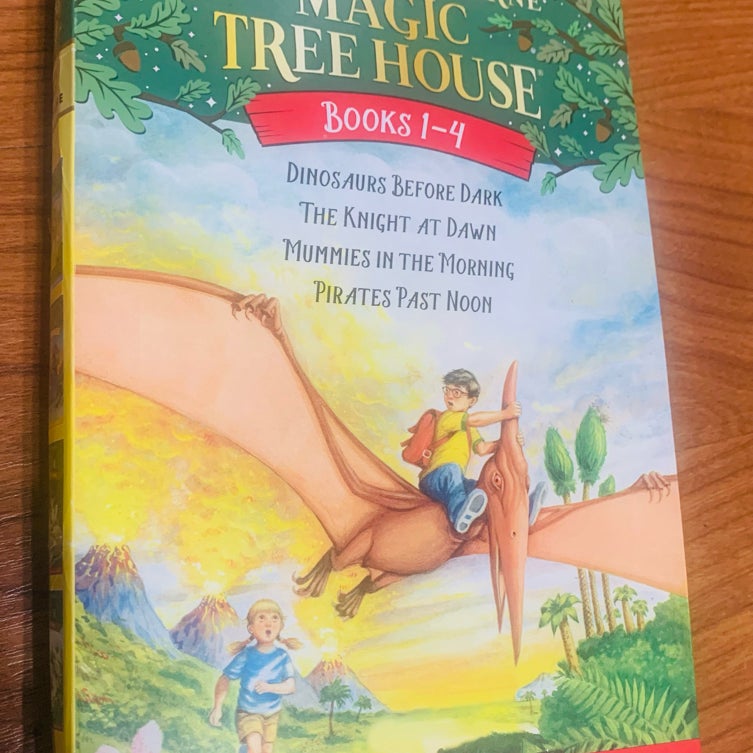 MAGIC
TREE HOUSE
BOOKS 1-4
DINOSAURS BEFORE DARK
THE KNIGHT AT DAWN
MUMMIES IN THE MORNING
PIRATES PAST NOON